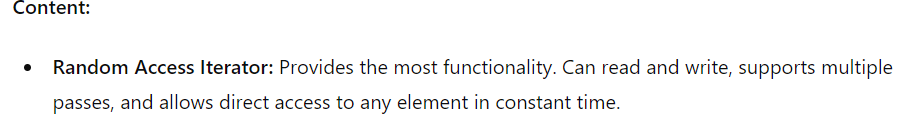 Content:
• Random Access Iterator: Provides the most functionality. Can read and write, supports multiple
passes, and allows direct access to any element in constant time.